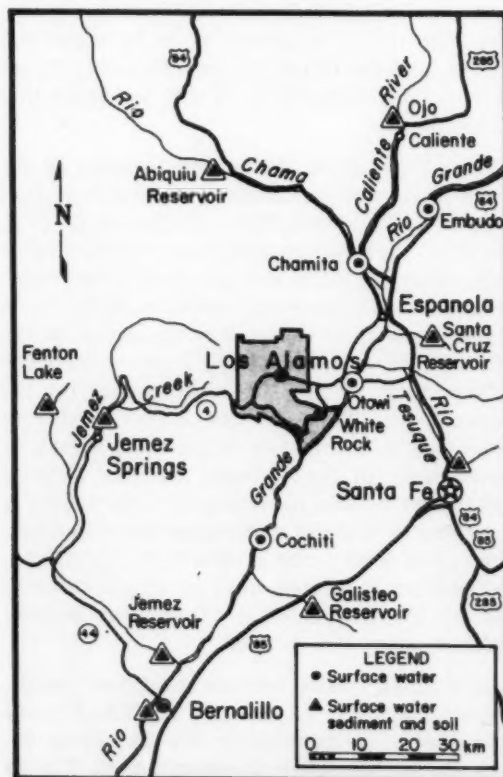 84
285
River
Rio
Ojo
Caliente
Caliente
Grande
Abiquiu
Reservoir
Chama
84
Rio
Embudo
N
Chamita
Espanola
Santa
Cruz
Reservoir
Fenton
Lake
Los Alamos
Creek
Otowi
4
Jemez
White
Rock
Rio
Tesuque
Jemez
Springs
Grande
Santa Fe
84
85
Cochiti
Jemez
Reservoir
Galisteo
Reservoir
285
44
85
LEGEND
Surface water
Surface water
sediment and soil
Bernalillo
Rio
0 10 20 30
km